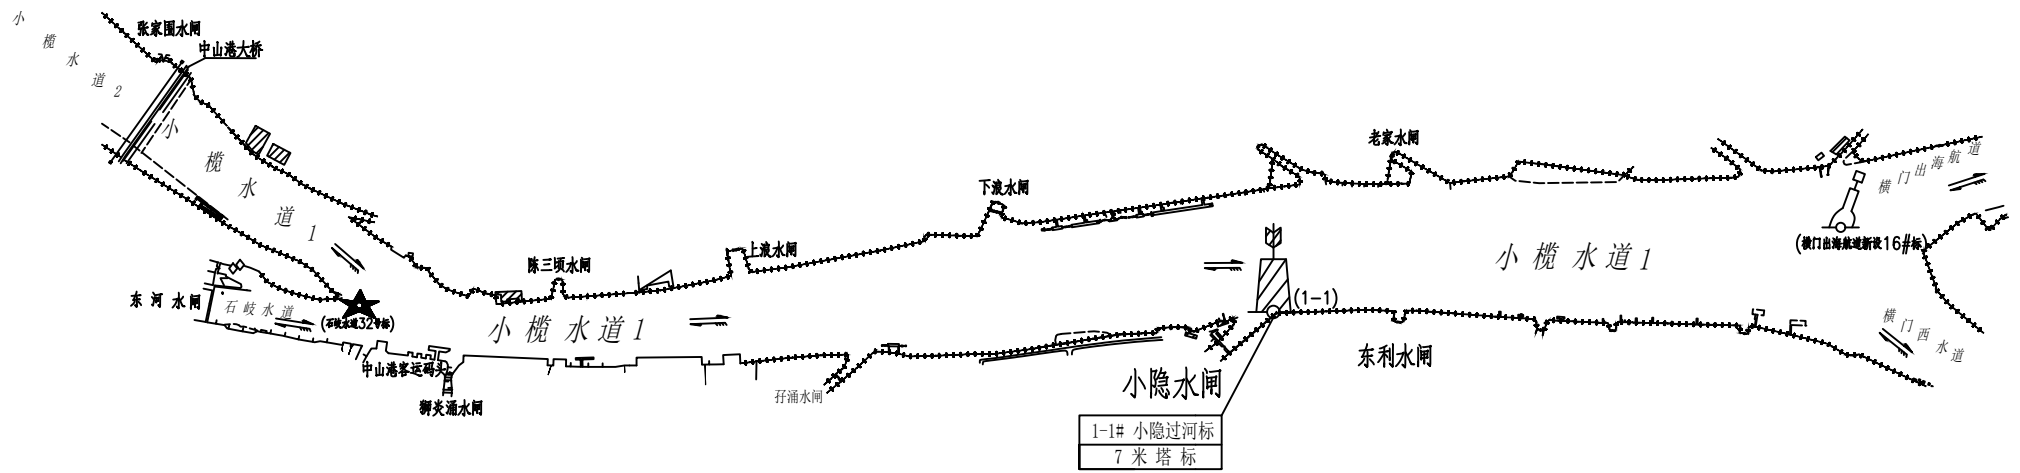 小榄水道2
张家围水闸
中山港大桥
小榄水道1
东河水闸
石岐水道
(石岐水道32号标)
中山港客运码头
狮炎涌水闸
陈三顷水闸
小榄水道1
上浪水闸
下浪水闸
孖涌水闸
老家水闸
(1-1)
小隐水闸
东利水闸
1-1# 小隐过河标
7米塔标
小榄水道1
横门出海航道
(横门出海航道新设16#标)
横门西水道